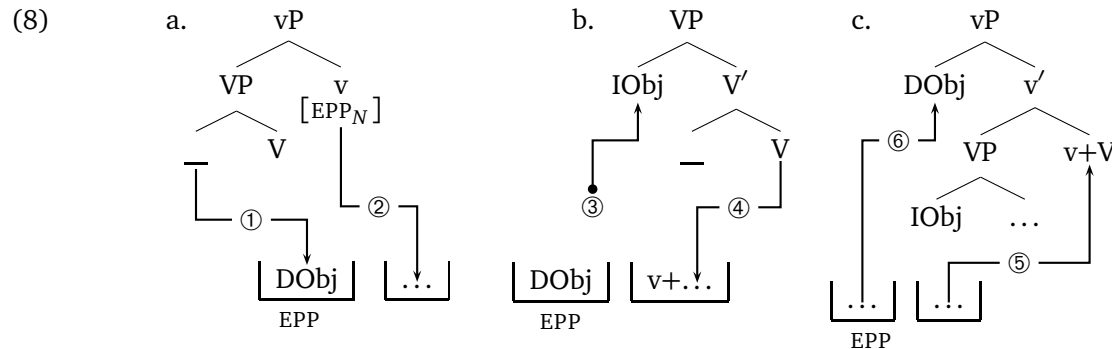 (8) a. vP b. VP c. vP
VP v IObj V′ DObj v′
[EPP_N]
V V VP v+V
⑥
③ IObj ...
① ② ④
⑤
DObj ... DObj v+... ... ...
EPP EPP EPP